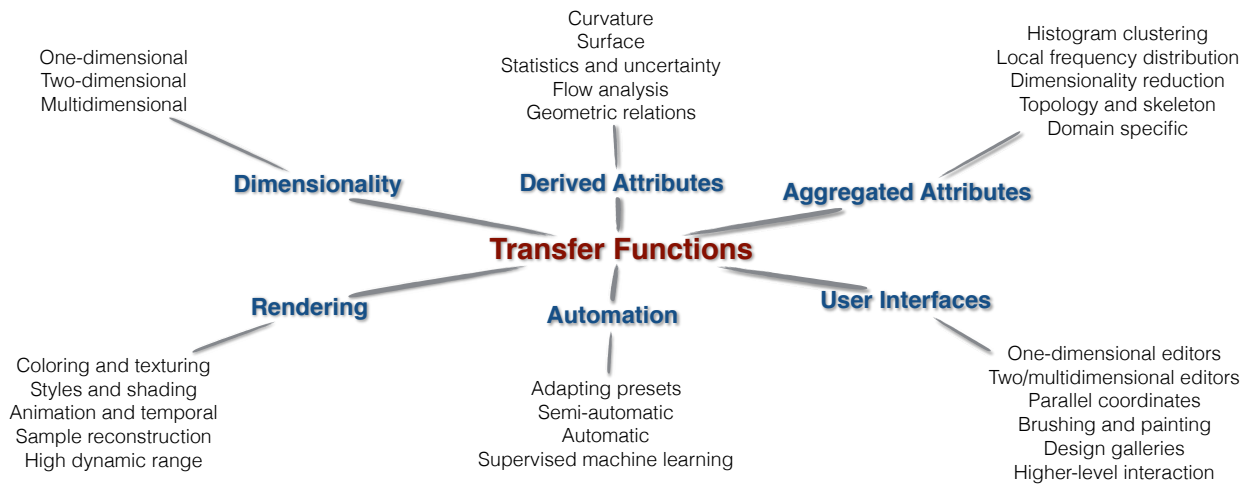 One-dimensional
Two-dimensional
Multidimensional
Dimensionality
Curvature
Surface
Statistics and uncertainty
Flow analysis
Geometric relations
Derived Attributes
Histogram clustering
Local frequency distribution
Dimensionality reduction
Topology and skeleton
Domain specific
Aggregated Attributes
Transfer Functions
Rendering
Coloring and texturing
Styles and shading
Animation and temporal
Sample reconstruction
High dynamic range
Automation
Adapting presets
Semi-automatic
Automatic
Supervised machine learning
User Interfaces
One-dimensional editors
Two/multidimensional editors
Parallel coordinates
Brushing and painting
Design galleries
Higher-level interaction